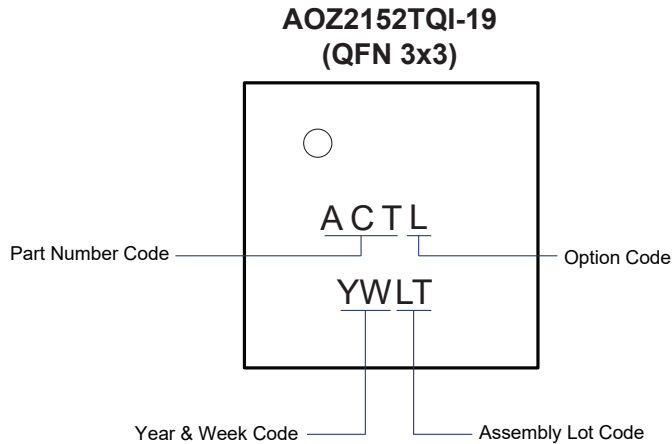 AOZ2152TQI-19
(QFN 3x3)
ACTL
Part Number Code
Option Code
YWLT
Year & Week Code
Assembly Lot Code